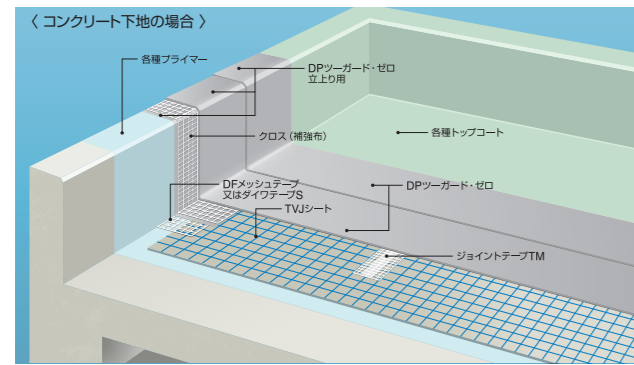 〈 コンクリート下地の場合 〉
各種プライマー
DPツーガード・ゼロ
立上り用
クロス（補強布）
各種トップコート
DFメッシュテープ
又はダイワテープS
DPツーガード・ゼロ
TVJシート
ジョイントテープTM